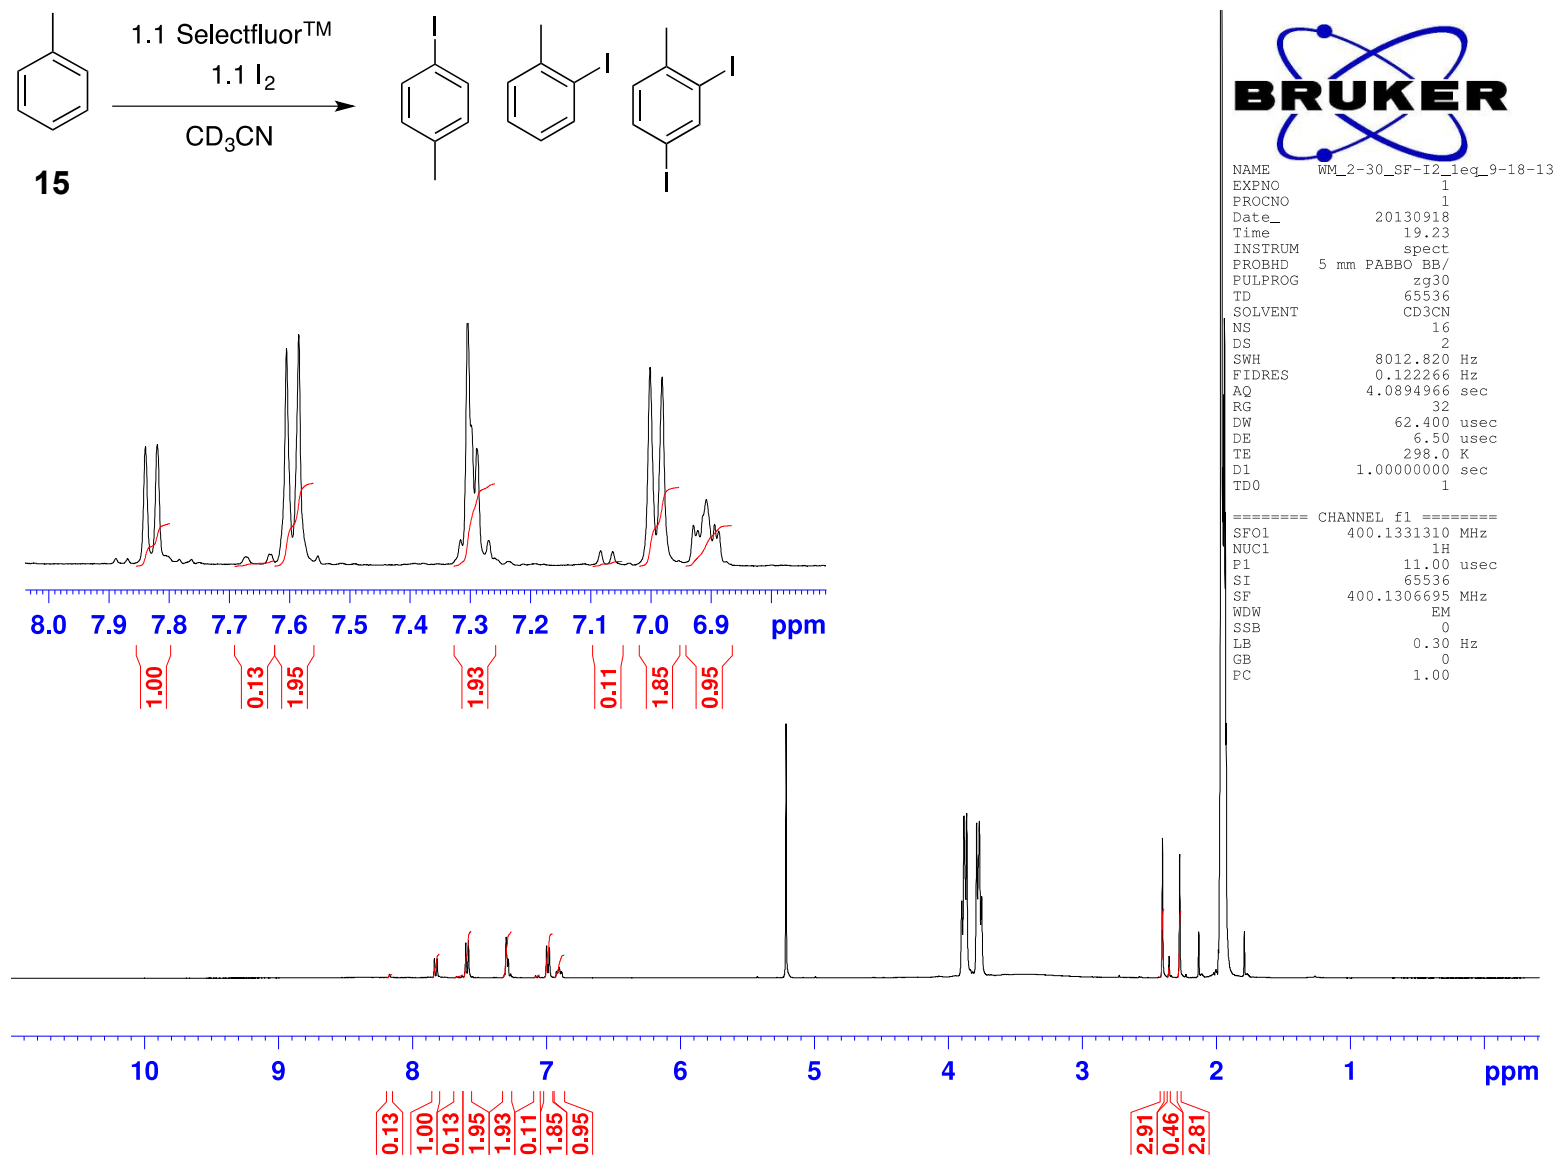 1.1 Selectfluor™
1.1 I2
CD3CN
15
I
I
I
I
BRUKER
NAME WM_2-30_SF-I2_1eq_9-18-13
EXPNO 1
PROCNO 1
Date_ 20130918
Time 19.23
INSTRUM spect
PROBHD 5 mm PABBO BB/
PULPROG zg30
TD 65536
SOLVENT CD3CN
NS 16
DS 2
SWH 8012.820 Hz
FIDRES 0.122266 Hz
AQ 4.0894966 sec
RG 32
DW 62.400 usec
DE 6.50 usec
TE 298.0 K
D1 1.00000000 sec
TD0 1
======== CHANNEL f1 ========
SFO1 400.1331310 MHz
NUC1 1H
P1 11.00 usec
SI 65536
SF 400.1306695 MHz
WDW EM
SSB 0
LB 0.30 Hz
GB 0
PC 1.00
8.0 7.9 7.8 7.7 7.6 7.5 7.4 7.3 7.2 7.1 7.0 6.9 ppm
1.00 0.13 1.95 1.93 0.11 1.85 0.95
10 9 8 7 6 5 4 3 2 1 ppm
0.13 1.00 0.13 1.95 1.93 0.11 1.85 0.95 2.91 0.46 2.81